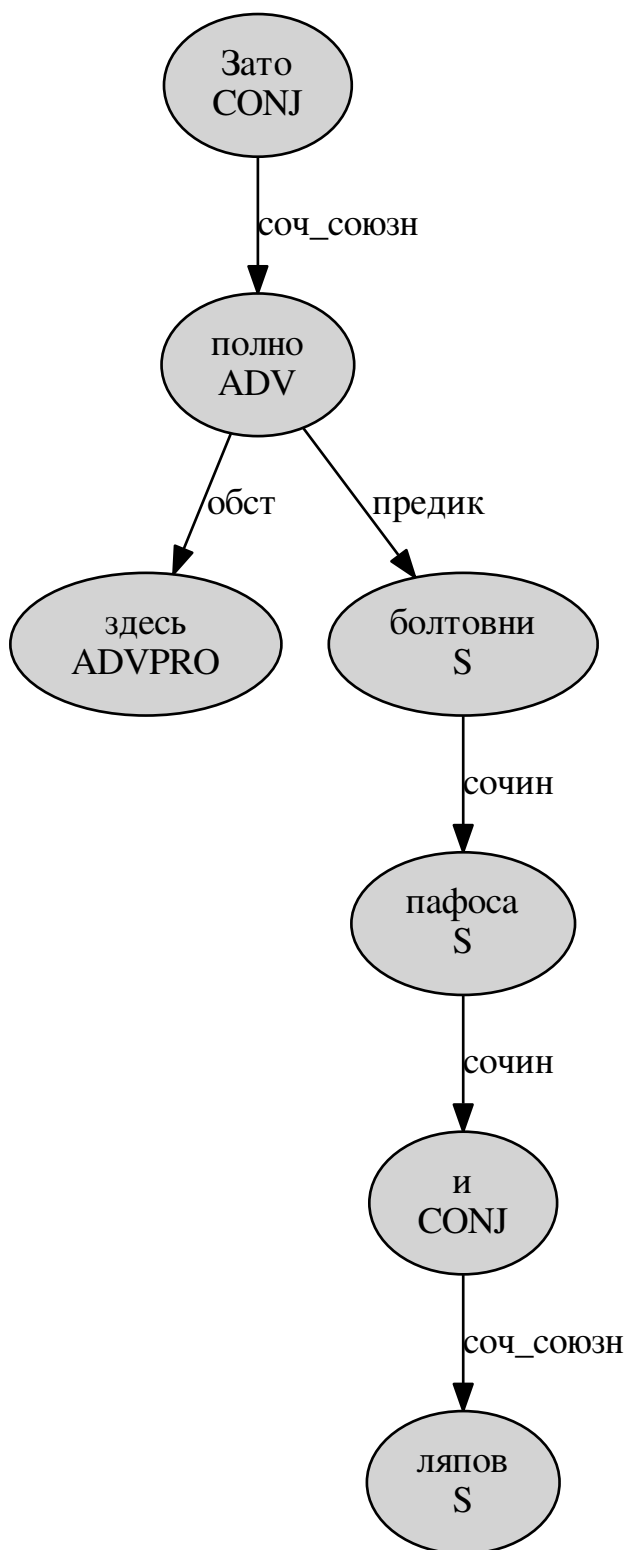 Зато
CONJ
соч_союзн
полно
ADV
обст
предик
здесь
ADVPRO
болтовни
S
сочин
пафоса
S
сочин
и
CONJ
соч_союзн
ляпов
S